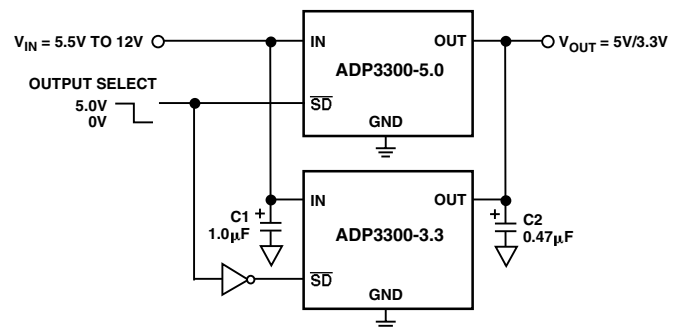 V_IN = 5.5V TO 12V
IN
OUT
V_OUT = 5V/3.3V
ADP3300-5.0
OUTPUT SELECT
5.0V
0V
SD
GND
IN
OUT
C1
+
1.0μF
ADP3300-3.3
+
C2
0.47μF
SD
GND